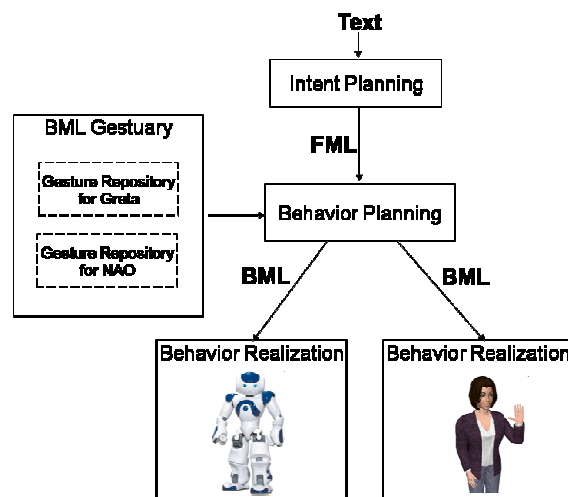 Text
Intent Planning
FML
BML Gestuary
Gesture Repository
for Greta
Behavior Planning
Gesture Repository
for NAO
BML
BML
Behavior Realization
Behavior Realization